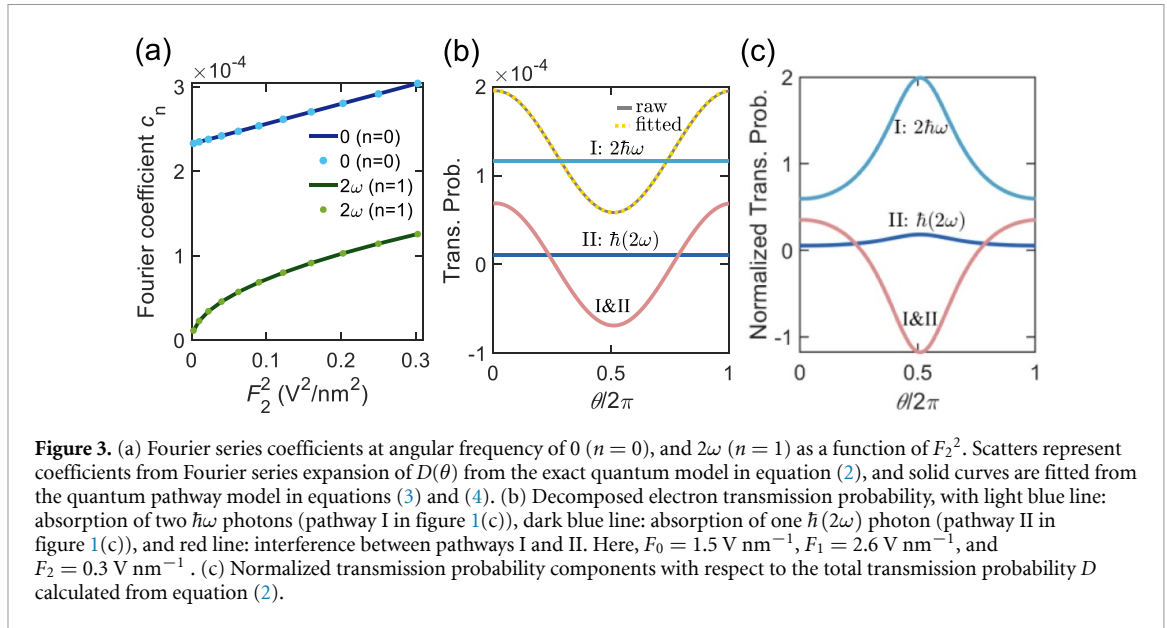 (a)
×10⁻⁴
3
2
1
0
Fourier coefficient cₙ
0 (n=0)
0 (n=0)
2ω (n=1)
2ω (n=1)
0
0.1
0.2
0.3
F₂² (V²/nm²)
(b)
×10⁻⁴
2
1
0
-1
Trans. Prob.
raw
fitted
I: 2ℏω
II: ℏ(2ω)
I&II
0
0.5
1
θ/2π
(c)
2
1
0
-1
Normalized Trans. Prob.
I: 2ℏω
II: ℏ(2ω)
I&II
0
0.5
1
θ/2π
Figure 3. (a) Fourier series coefficients at angular frequency of 0 (n = 0), and 2ω (n = 1) as a function of F₂². Scatters represent
coefficients from Fourier series expansion of D(θ) from the exact quantum model in equation (2), and solid curves are fitted from
the quantum pathway model in equations (3) and (4). (b) Decomposed electron transmission probability, with light blue line:
absorption of two ℏω photons (pathway I in figure 1(c)), dark blue line: absorption of one ℏ(2ω) photon (pathway II in
figure 1(c)), and red line: interference between pathways I and II. Here, F₀ = 1.5 V nm⁻¹, F₁ = 2.6 V nm⁻¹, and
F₂ = 0.3 V nm⁻¹ . (c) Normalized transmission probability components with respect to the total transmission probability D
calculated from equation (2).